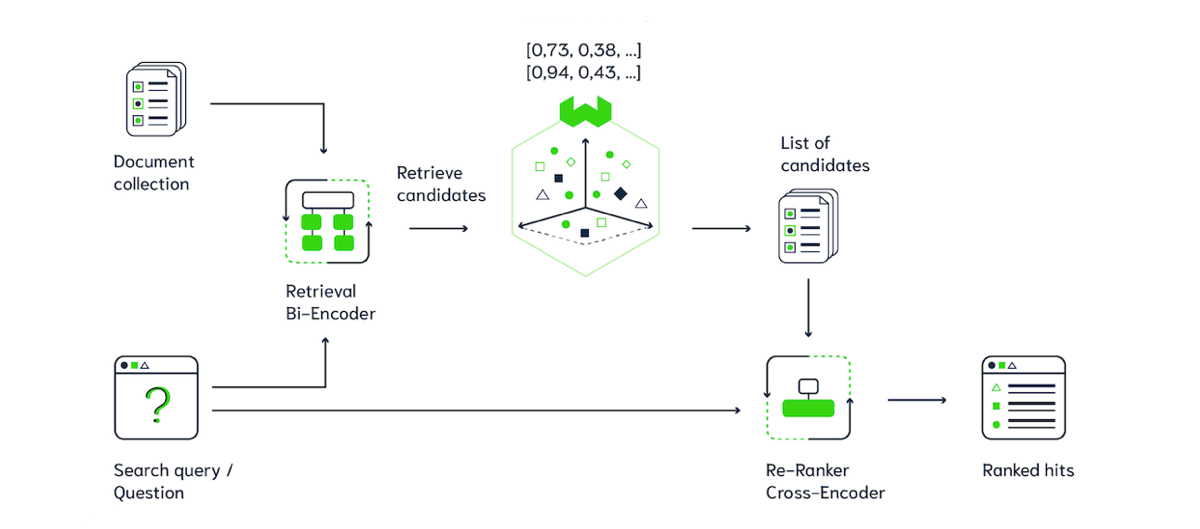 [0,73, 0,38, ...]
[0,94, 0,43, ...]
Document
collection
Retrieve
candidates
List of
candidates
Retrieval
Bi-Encoder
?
Search query /
Question
Re-Ranker
Cross-Encoder
Ranked hits